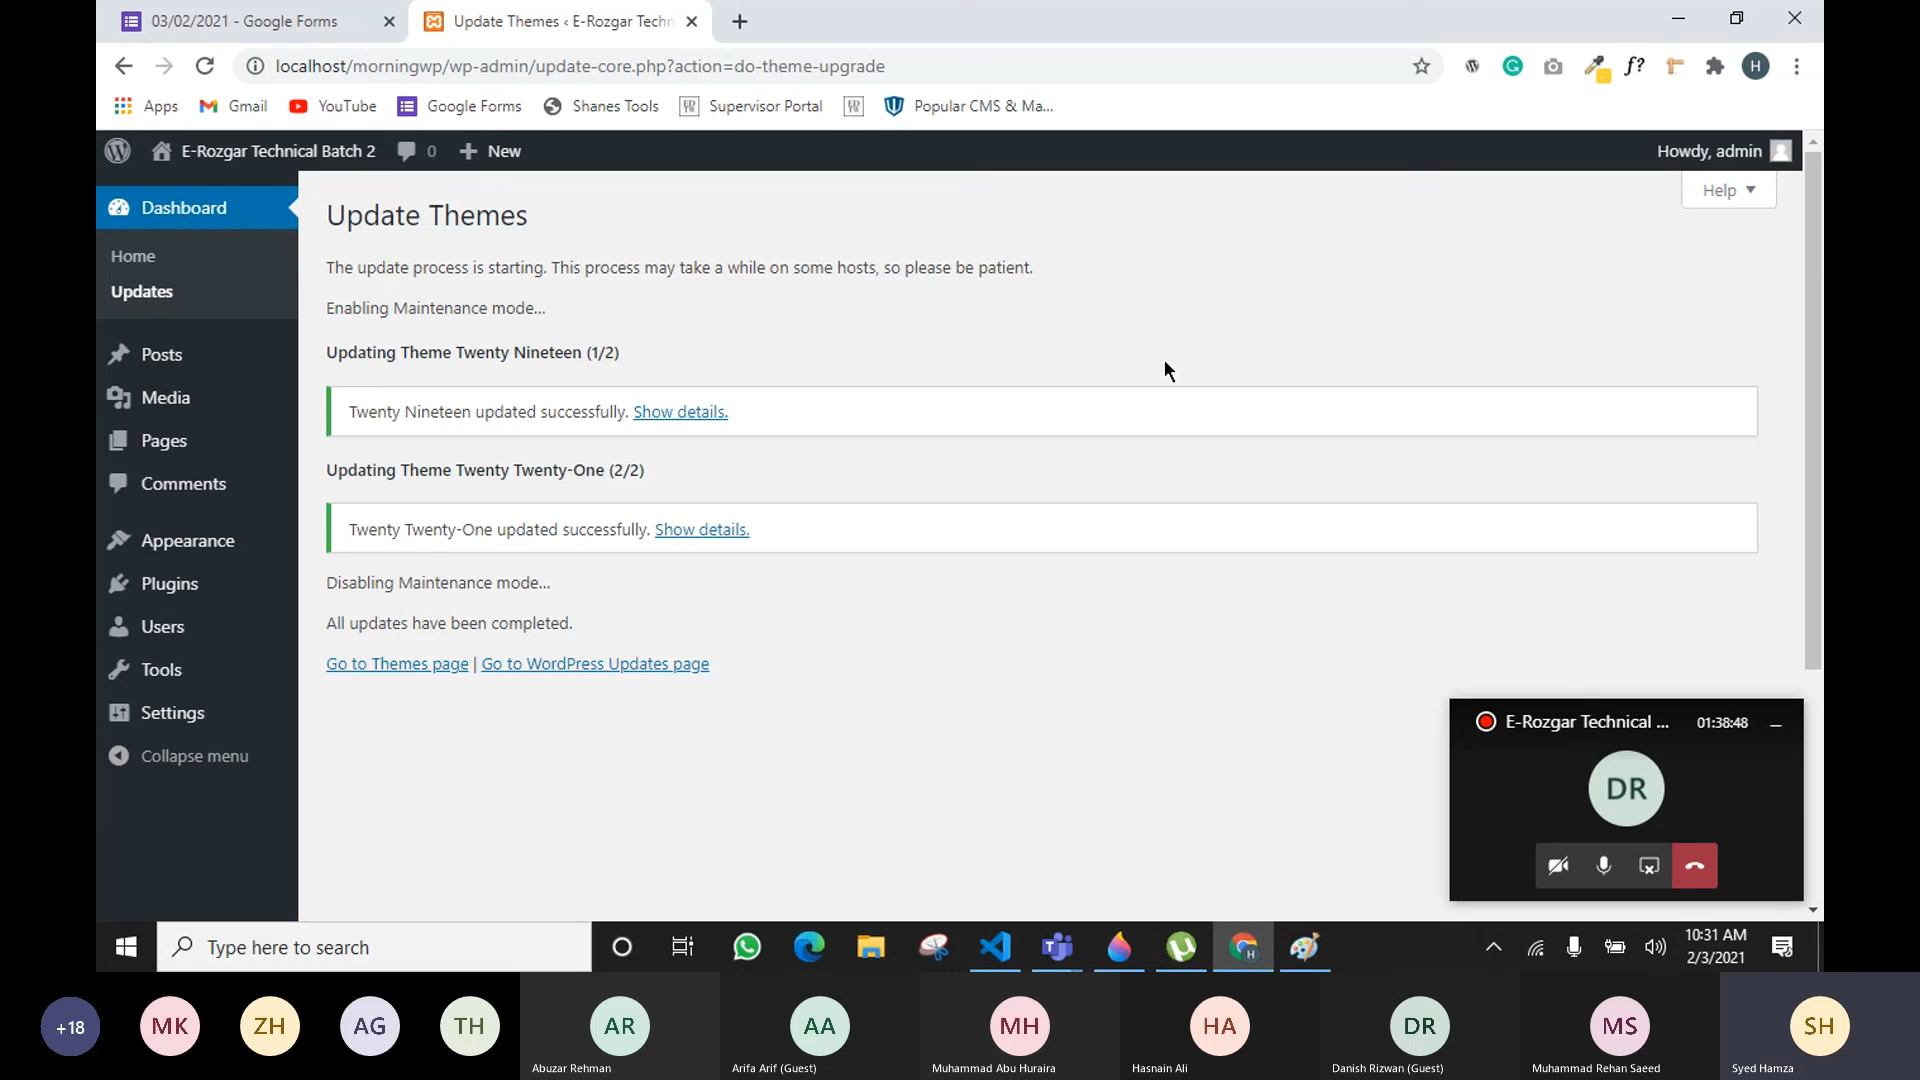 03/02/2021 - Google Forms
Update Themes ‹ E-Rozgar Techn
localhost/morningwp/wp-admin/update-core.php?action=do-theme-upgrade
f?
H
Apps
Gmail
YouTube
Google Forms
Shanes Tools
Supervisor Portal
Popular CMS & Ma...
E-Rozgar Technical Batch 2
0
New
Howdy, admin
Help
Dashboard
Home
Updates
Posts
Media
Pages
Comments
Appearance
Plugins
Users
Tools
Settings
Collapse menu
Update Themes
The update process is starting. This process may take a while on some hosts, so please be patient.
Enabling Maintenance mode...
Updating Theme Twenty Nineteen (1/2)
Twenty Nineteen updated successfully. Show details.
Updating Theme Twenty Twenty-One (2/2)
Twenty Twenty-One updated successfully. Show details.
Disabling Maintenance mode...
All updates have been completed.
Go to Themes page | Go to WordPress Updates page
E-Rozgar Technical ...
01:38:48
DR
Type here to search
10:31 AM
2/3/2021
+18
MK
ZH
AG
TH
AR
Abuzar Rehman
AA
Arifa Arif (Guest)
MH
Muhammad Abu Huraira
HA
Hasnain Ali
DR
Danish Rizwan (Guest)
MS
Muhammad Rehan Saeed
SH
Syed Hamza